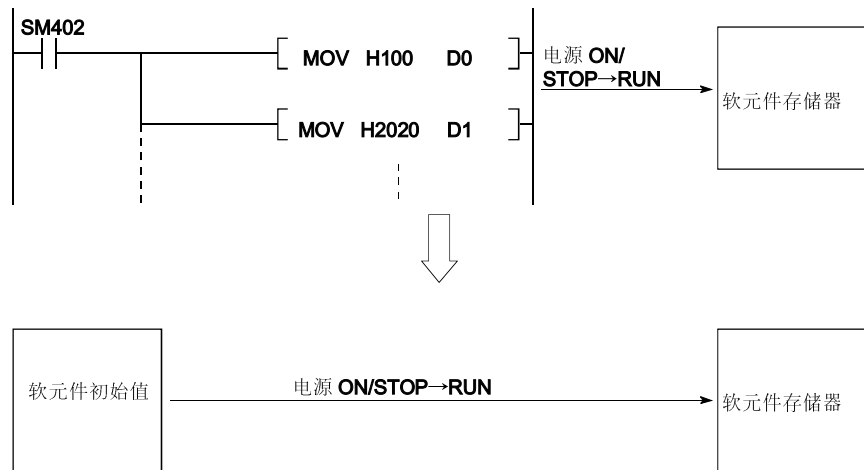 SM402
MOV H100 D0
电源 ON/
STOP→RUN
软元件存储器
MOV H2020 D1
软元件初始值
电源 ON/STOP→RUN
软元件存储器